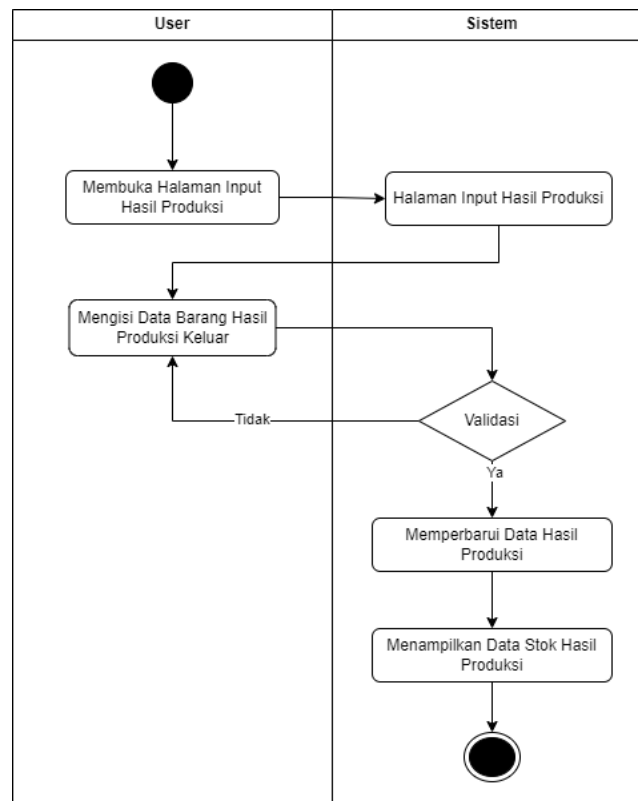 User
Sistem
Membuka Halaman Input
Hasil Produksi
Halaman Input Hasil Produksi
Mengisi Data Barang Hasil
Produksi Keluar
Tidak
Validasi
Ya
Memperbarui Data Hasil
Produksi
Menampilkan Data Stok Hasil
Produksi